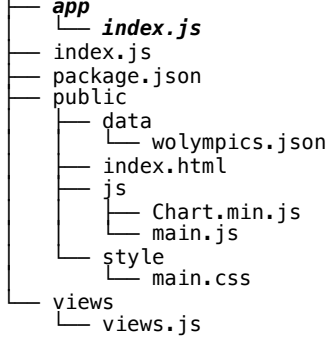 ├── app
│   └── index.js
├── index.js
├── package.json
├── public
│   ├── data
│   │   └── wolympics.json
│   ├── index.html
│   ├── js
│   │   ├── Chart.min.js
│   │   └── main.js
│   └── style
│       └── main.css
└── views
    └── views.js